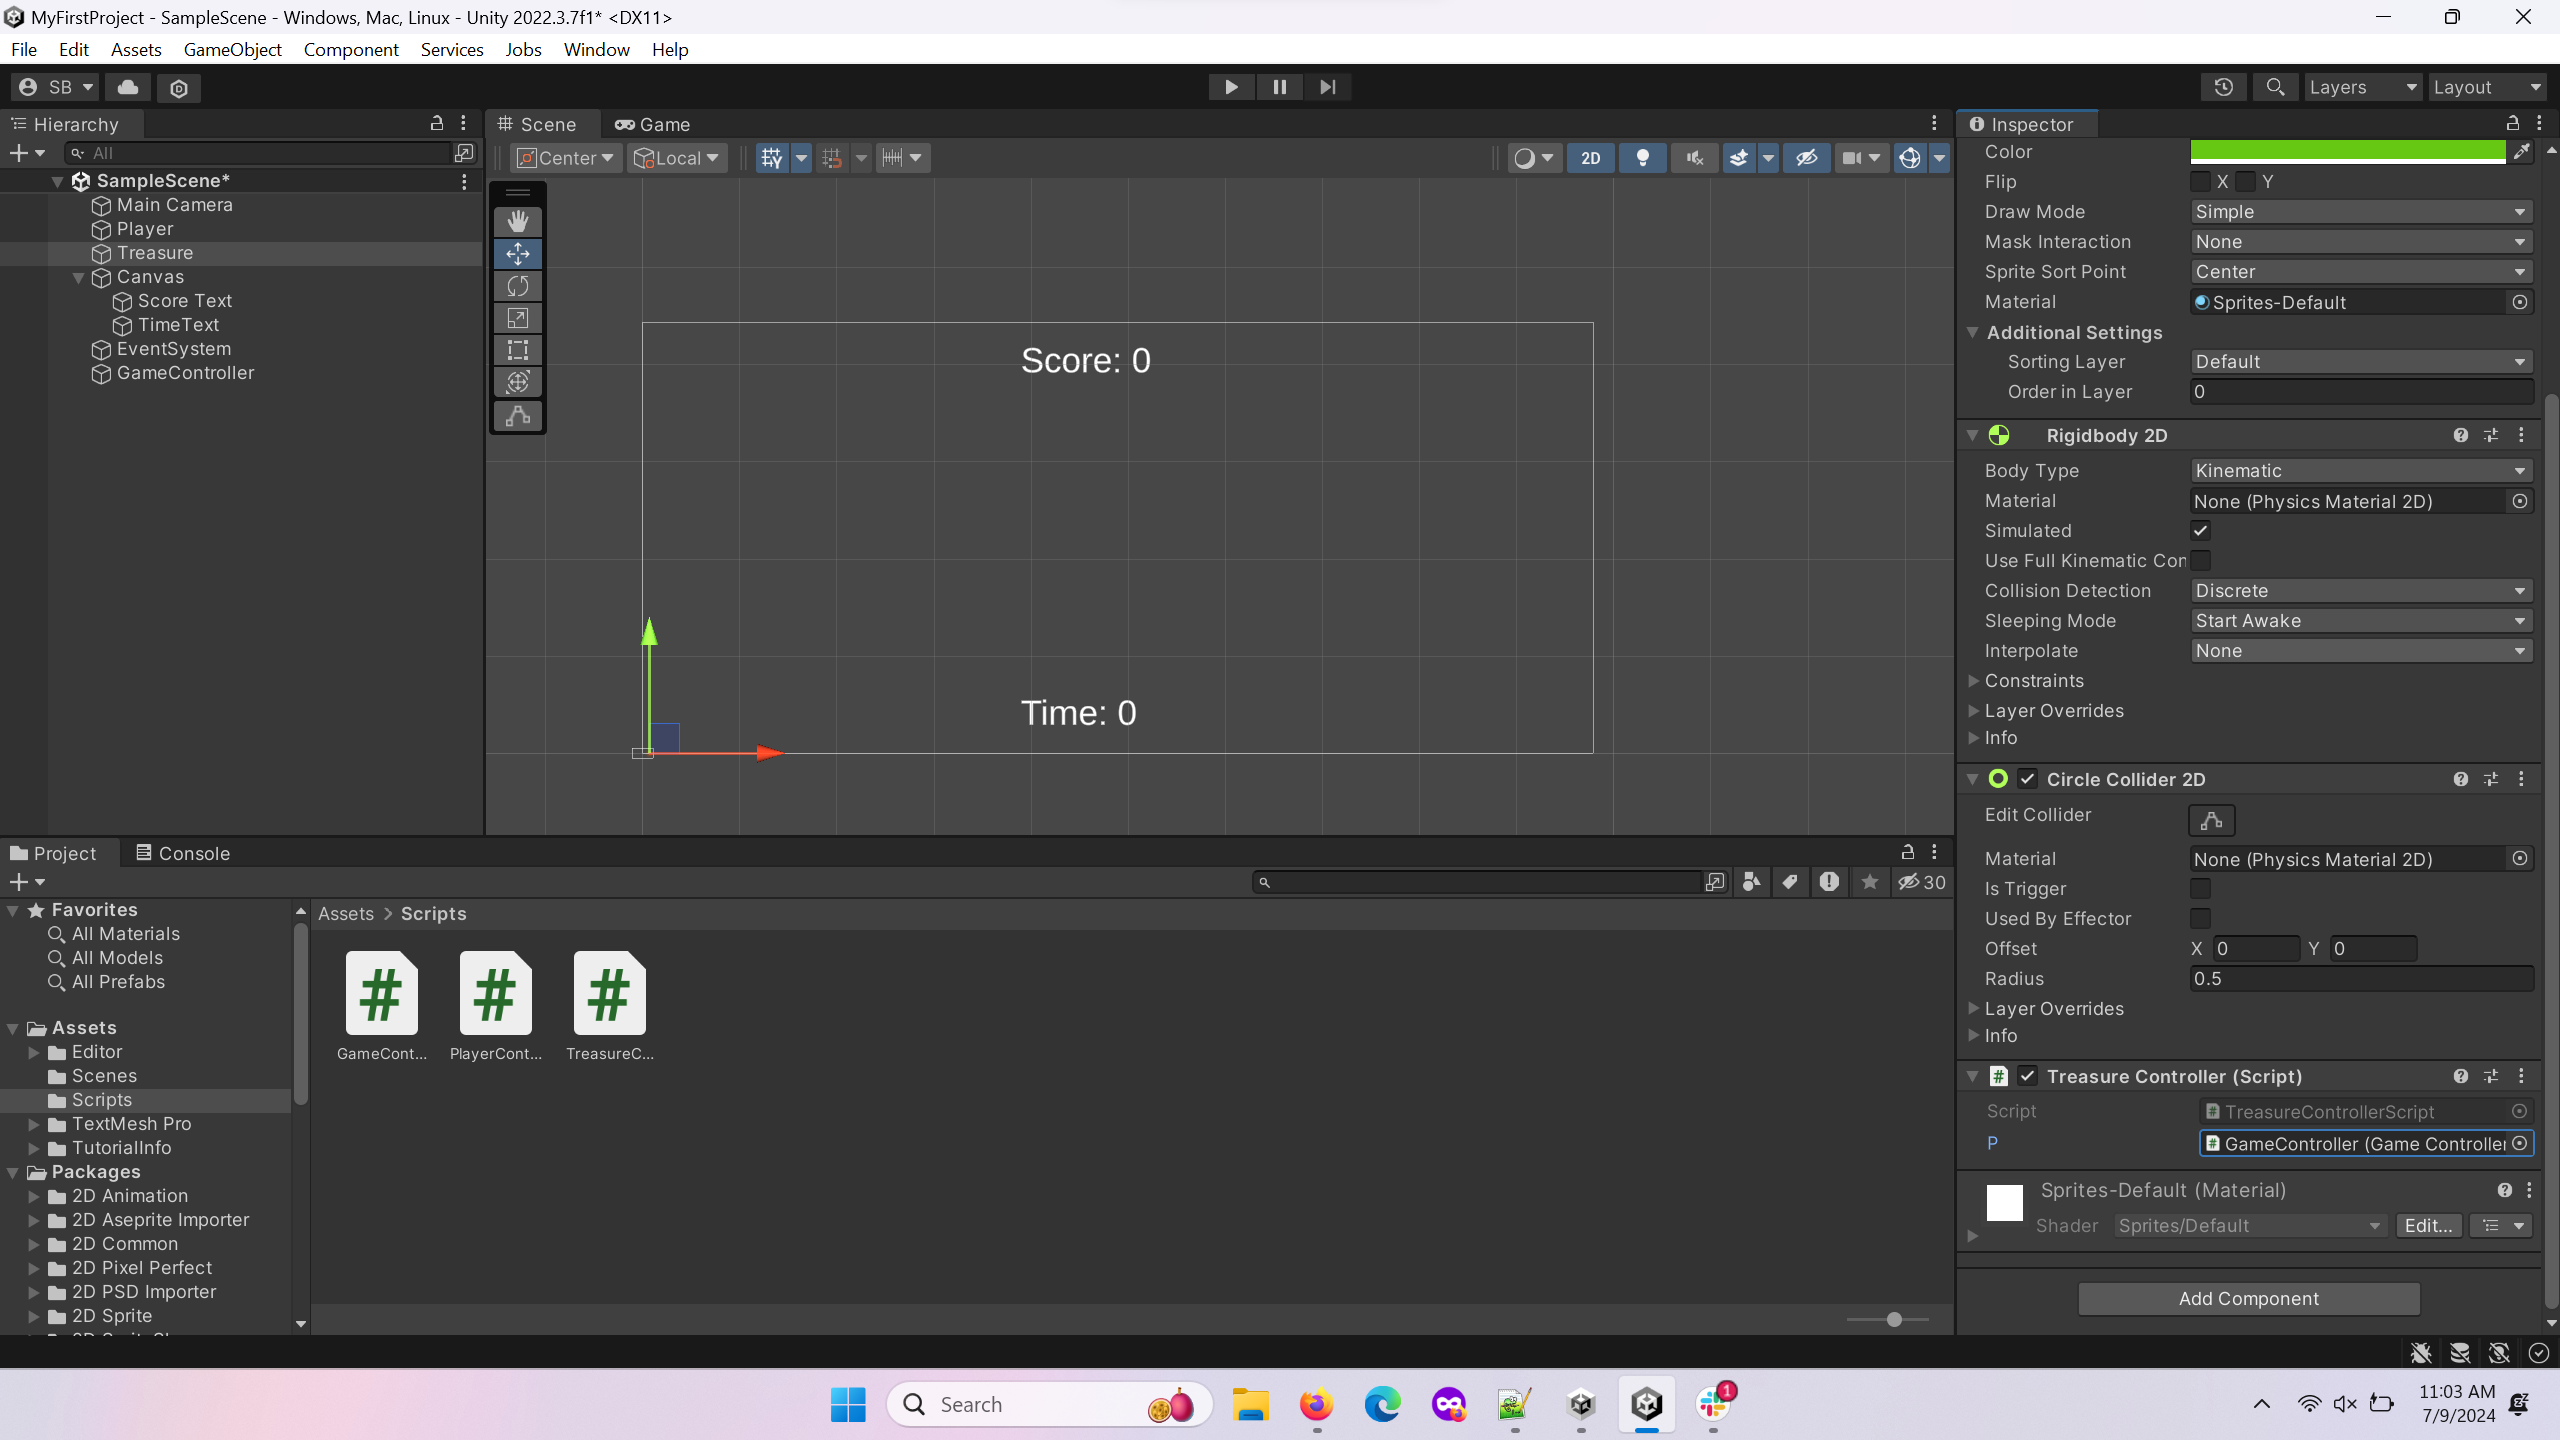 MyFirstProject - SampleScene - Windows, Mac, Linux - Unity 2022.3.7f1* <DX11>
File Edit Assets GameObject Component Services Jobs Window Help
SB
Layers
Layout
Hierarchy
All
SampleScene*
Main Camera
Player
Treasure
Canvas
Score Text
TimeText
EventSystem
GameController
Scene
Game
Center
Local
2D
Score: 0
Time: 0
Project
Console
30
Favorites
All Materials
All Models
All Prefabs
Assets
Editor
Scenes
Scripts
TextMesh Pro
TutorialInfo
Packages
2D Animation
2D Aseprite Importer
2D Common
2D Pixel Perfect
2D PSD Importer
2D Sprite
Assets > Scripts
GameCont...
PlayerCont...
TreasureC...
Inspector
Color
Flip X Y
Draw Mode Simple
Mask Interaction None
Sprite Sort Point Center
Material Sprites-Default
Additional Settings
Sorting Layer Default
Order in Layer 0
Rigidbody 2D
Body Type Kinematic
Material None (Physics Material 2D)
Simulated
Use Full Kinematic Con
Collision Detection Discrete
Sleeping Mode Start Awake
Interpolate None
Constraints
Layer Overrides
Info
Circle Collider 2D
Edit Collider
Material None (Physics Material 2D)
Is Trigger
Used By Effector
Offset X 0 Y 0
Radius 0.5
Layer Overrides
Info
Treasure Controller (Script)
Script TreasureControllerScript
P GameController (Game Controller
Sprites-Default (Material)
Shader Sprites/Default Edit...
Add Component
Search
1
11:03 AM
7/9/2024